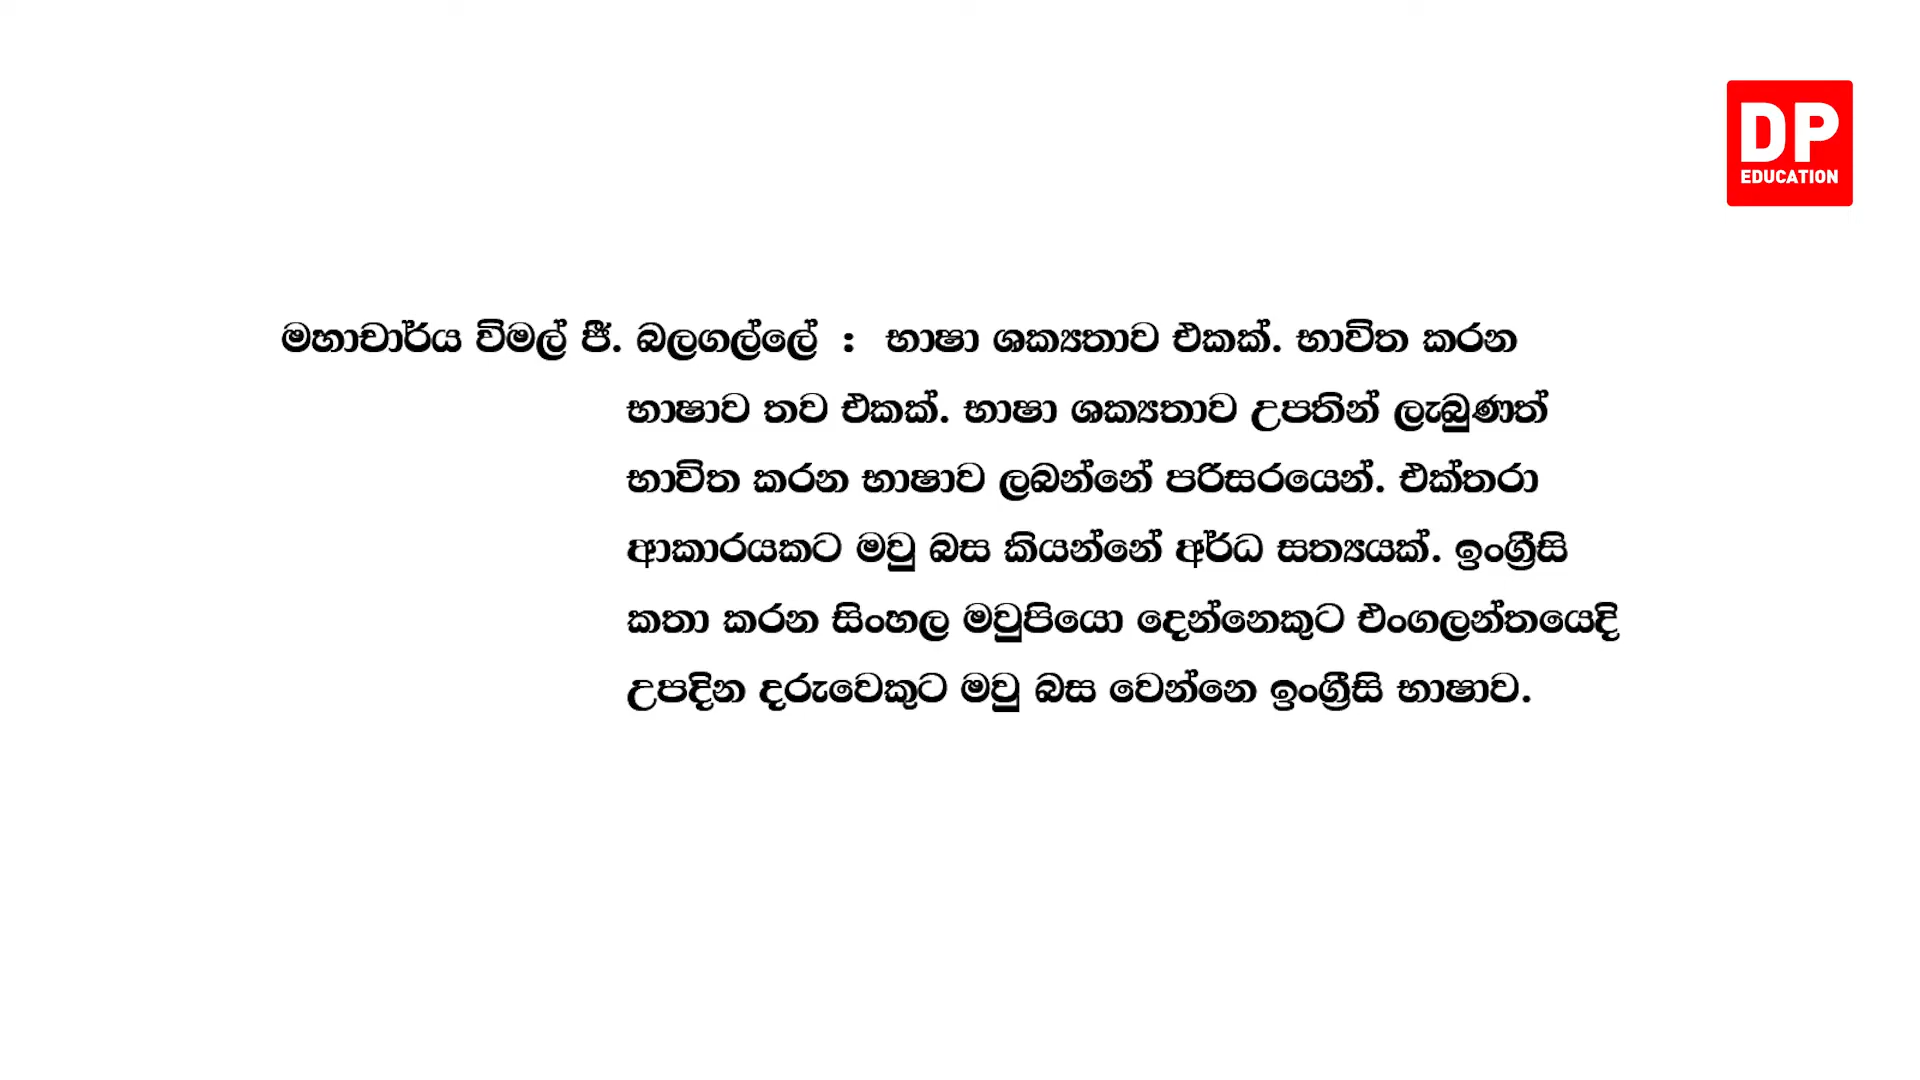 DP
EDUCATION
මහාචාර්ය විමල් ජී. බලගල්ලේ : භාෂා ශක්‍යතාව එකක්. භාවිත කරන
භාෂාව තව එකක්. භාෂා ශක්‍යතාව උපතින් ලැබුණත්
භාවිත කරන භාෂාව ලබන්නේ පරිසරයෙන්. එක්තරා
ආකාරයකට මවු බස කියන්නේ අර්ධ සත්‍යයක්. ඉංග්‍රීසි
කතා කරන සිංහල මවුපියො දෙන්නෙකුට එංගලන්තයෙදි
උපදින දරුවෙකුට මවු බස වෙන්නෙ ඉංග්‍රීසි භාෂාව.